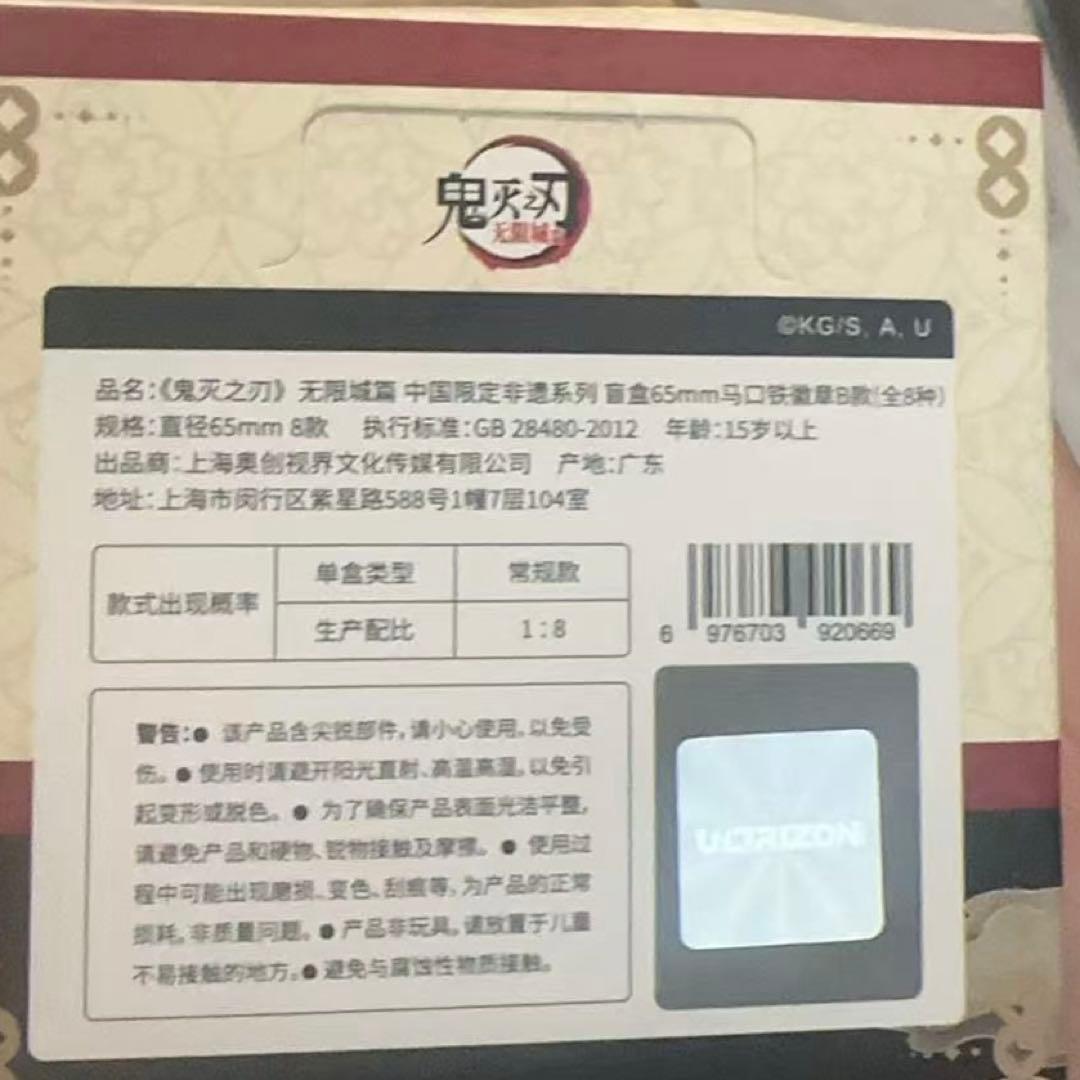 鬼灭之刃
无限城篇
©KG/S, A, U
品名:《鬼灭之刃》无限城篇 中国限定非遗系列 盲盒65mm马口铁徽章B款(全8种)
规格:直径65mm 8款 执行标准:GB 28480-2012 年龄:15岁以上
出品商:上海奥创视界文化传媒有限公司 产地:广东
地址:上海市闵行区紫星路588号1幢7层104室
款式出现概率
单盒类型 常规款
生产配比 1:8
6 976703 920669
警告:● 该产品含尖锐部件,请小心使用,以免受
伤。● 使用时请避开阳光直射、高温高湿,以免引
起变形或脱色。● 为了确保产品表面光洁平整,
请避免产品和硬物、锐物接触及摩擦。● 使用过
程中可能出现磨损、变色、刮痕等,为产品的正常
损耗,非质量问题。● 产品非玩具,请放置于儿童
不易接触的地方。● 避免与腐蚀性物质接触。